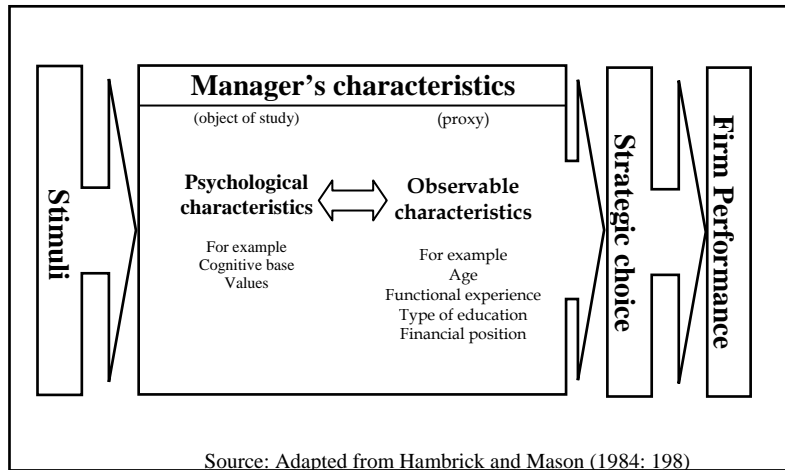 Stimuli
Manager's characteristics
(object of study)
(proxy)
Psychological
characteristics
For example
Cognitive base
Values
Observable
characteristics
For example
Age
Functional experience
Type of education
Financial position
Strategic choice
Firm Performance
Source: Adapted from Hambrick and Mason (1984: 198)